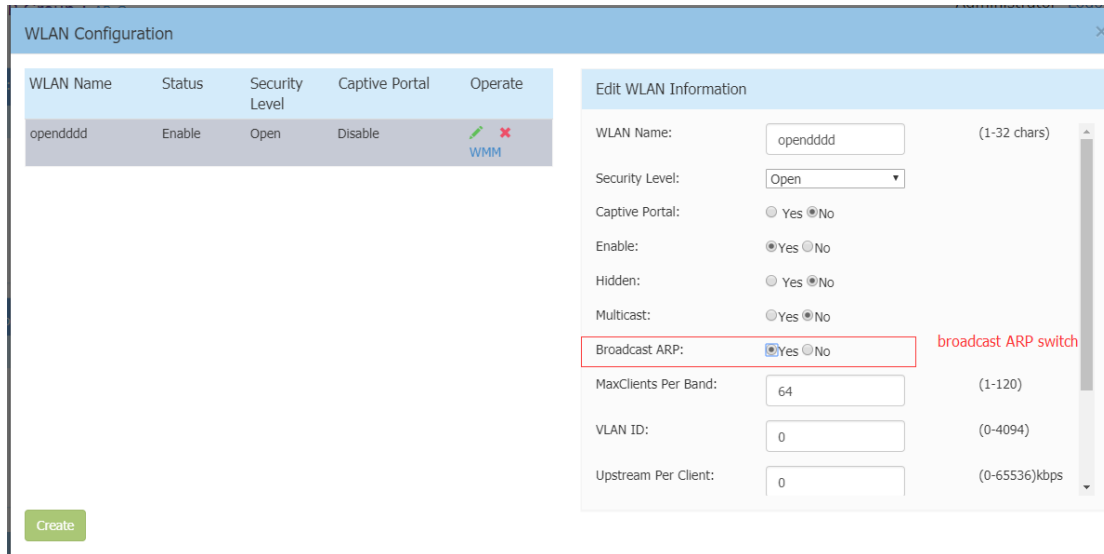 WLAN Configuration
WLAN Name Status Security Level Captive Portal Operate
opendddd Enable Open Disable
WMM
Create
Edit WLAN Information
WLAN Name: opendddd (1-32 chars)
Security Level: Open
Captive Portal: Yes No
Enable: Yes No
Hidden: Yes No
Multicast: Yes No
Broadcast ARP: Yes No broadcast ARP switch
MaxClients Per Band: 64 (1-120)
VLAN ID: 0 (0-4094)
Upstream Per Client: 0 (0-65536)kbps